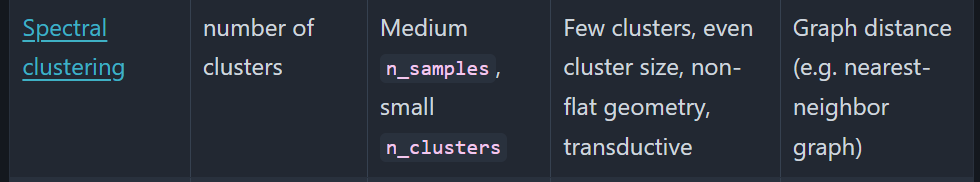 Spectral
clustering
number of
clusters
Medium
n_samples,
small
n_clusters
Few clusters, even
cluster size, non-
flat geometry,
transductive
Graph distance
(e.g. nearest-
neighbor
graph)